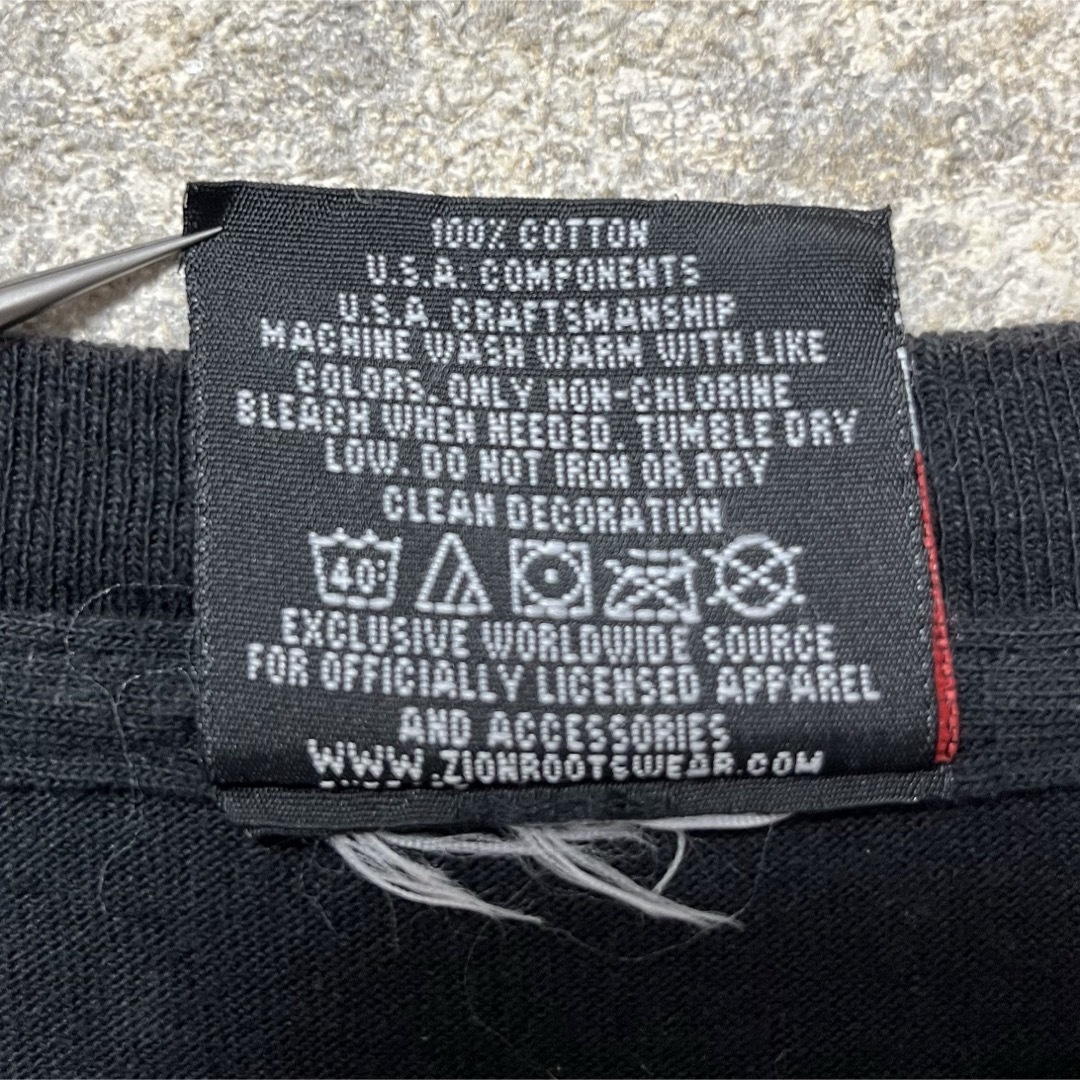 100% COTTON
U.S.A. COMPONENTS
U.S.A. CRAFTSMANSHIP
MACHINE WASH WARM WITH LIKE
COLORS. ONLY NON-CHLORINE
BLEACH WHEN NEEDED. TUMBLE DRY
LOW. DO NOT IRON OR DRY
CLEAN DECORATION
40°
EXCLUSIVE WORLDWIDE SOURCE
FOR OFFICIALLY LICENSED APPAREL
AND ACCESSORIES
WWW.ZIONROOTSWEAR.COM